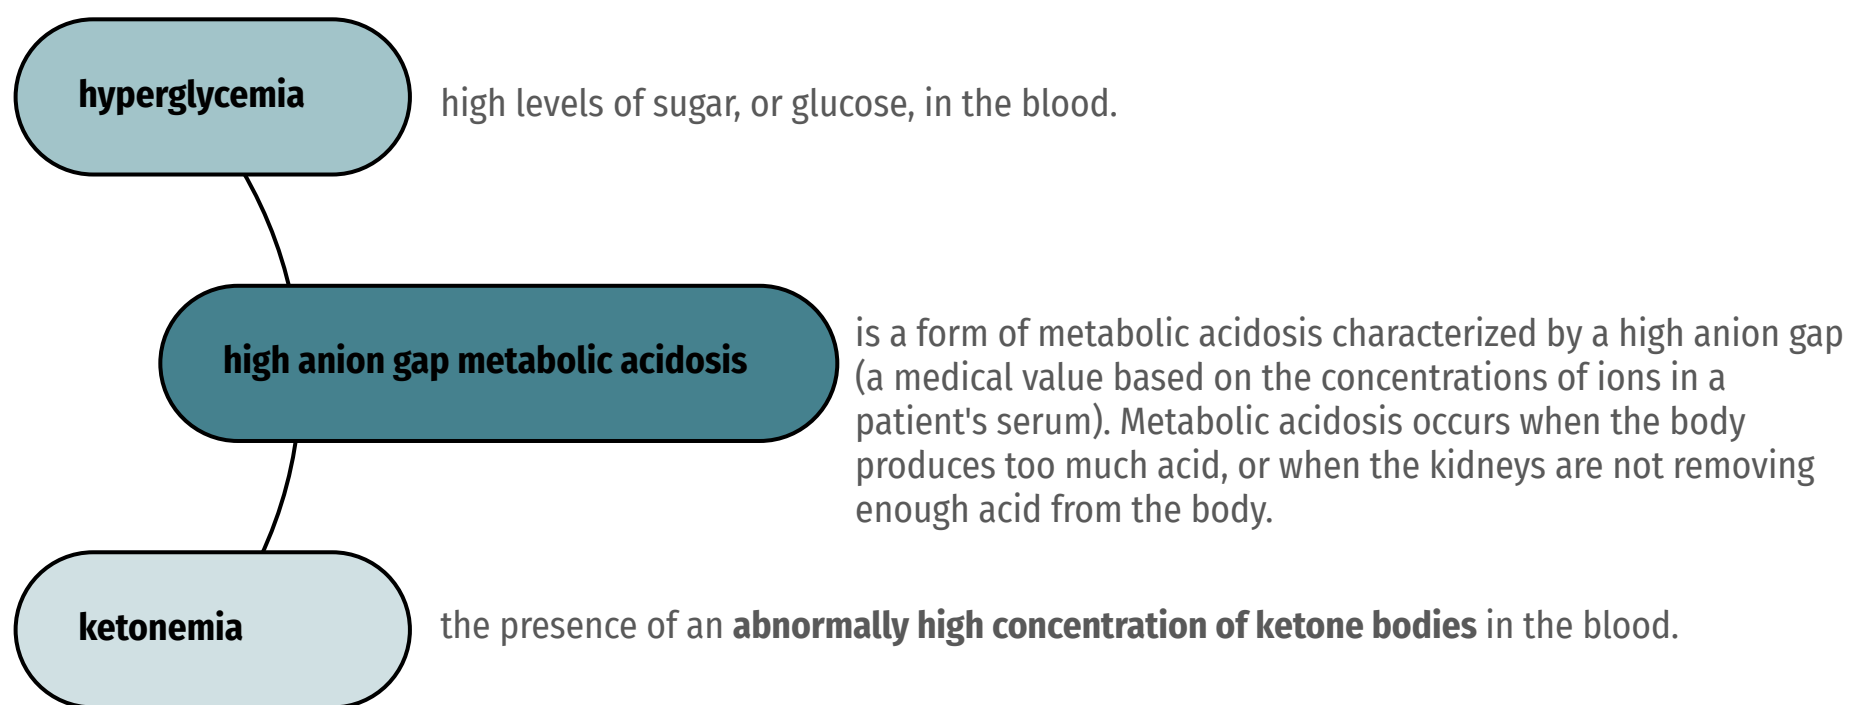 hyperglycemia
high levels of sugar, or glucose, in the blood.
high anion gap metabolic acidosis
is a form of metabolic acidosis characterized by a high anion gap
(a medical value based on the concentrations of ions in a
patient's serum). Metabolic acidosis occurs when the body
produces too much acid, or when the kidneys are not removing
enough acid from the body.
ketonemia
the presence of an abnormally high concentration of ketone bodies in the blood.